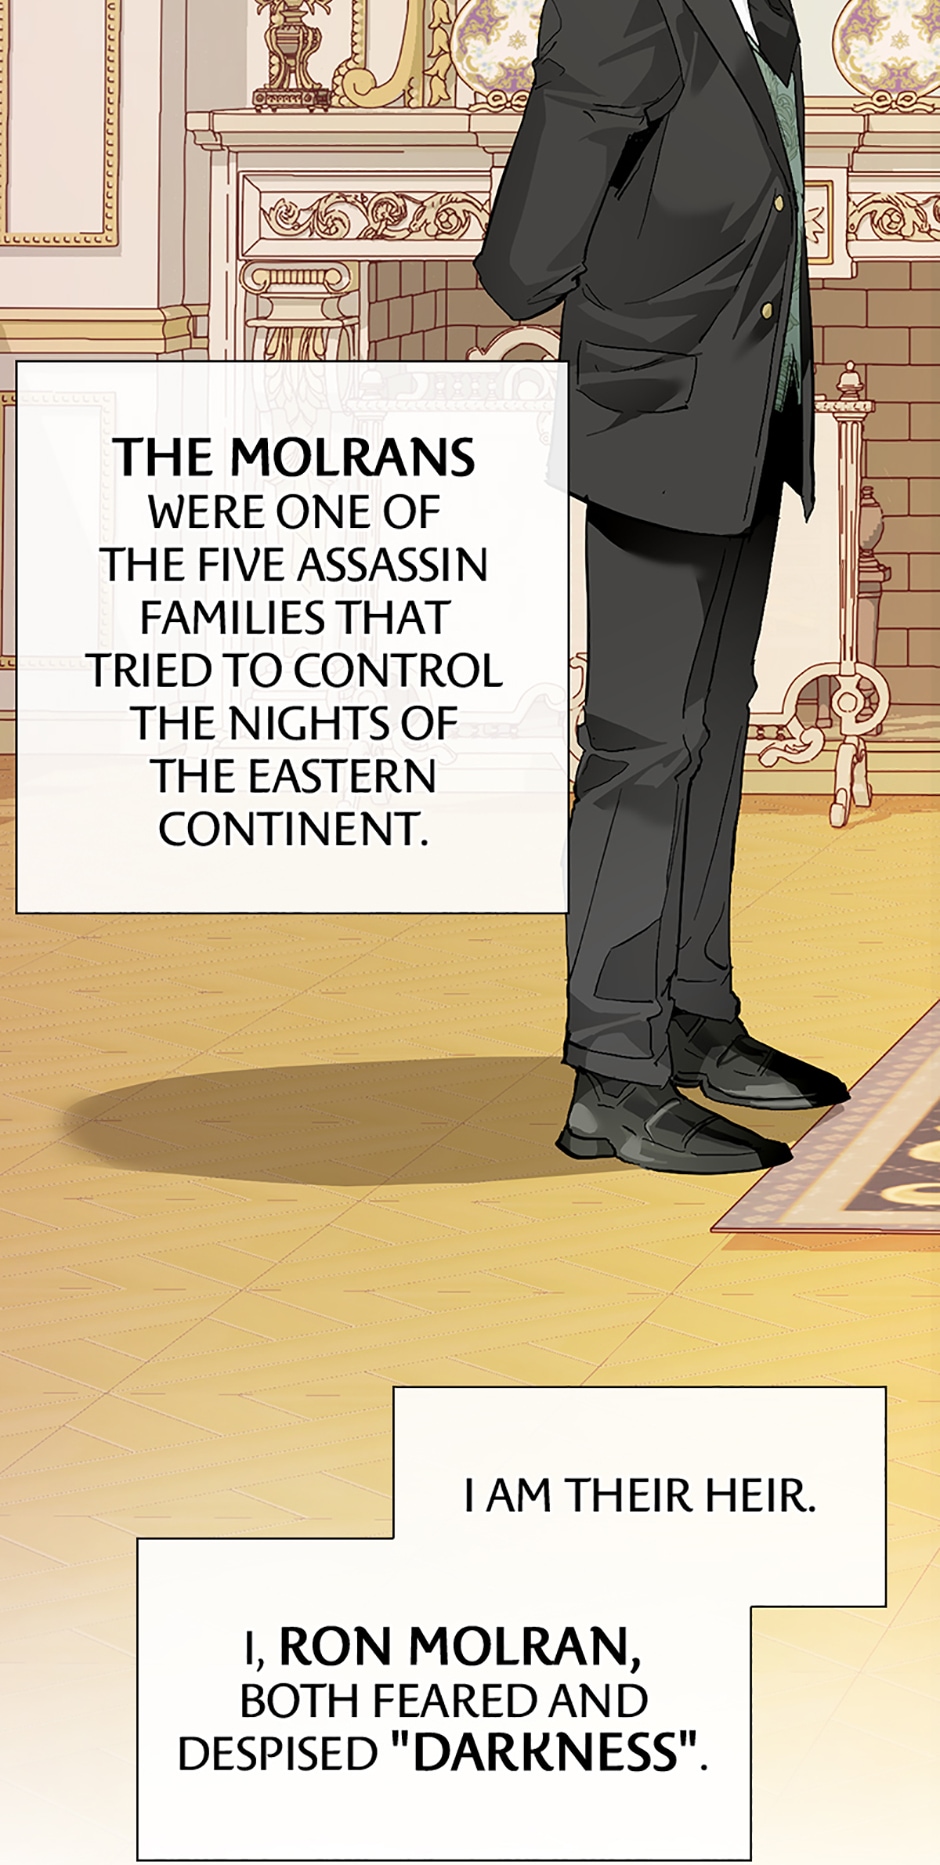 THE MOLRANS
WERE ONE OF
THE FIVE ASSASSIN
FAMILIES THAT
TRIED TO CONTROL
THE NIGHTS OF
THE EASTERN
CONTINENT.
I AM THEIR HEIR.
I, RON MOLRAN,
BOTH FEARED AND
DESPISED "DARKNESS".